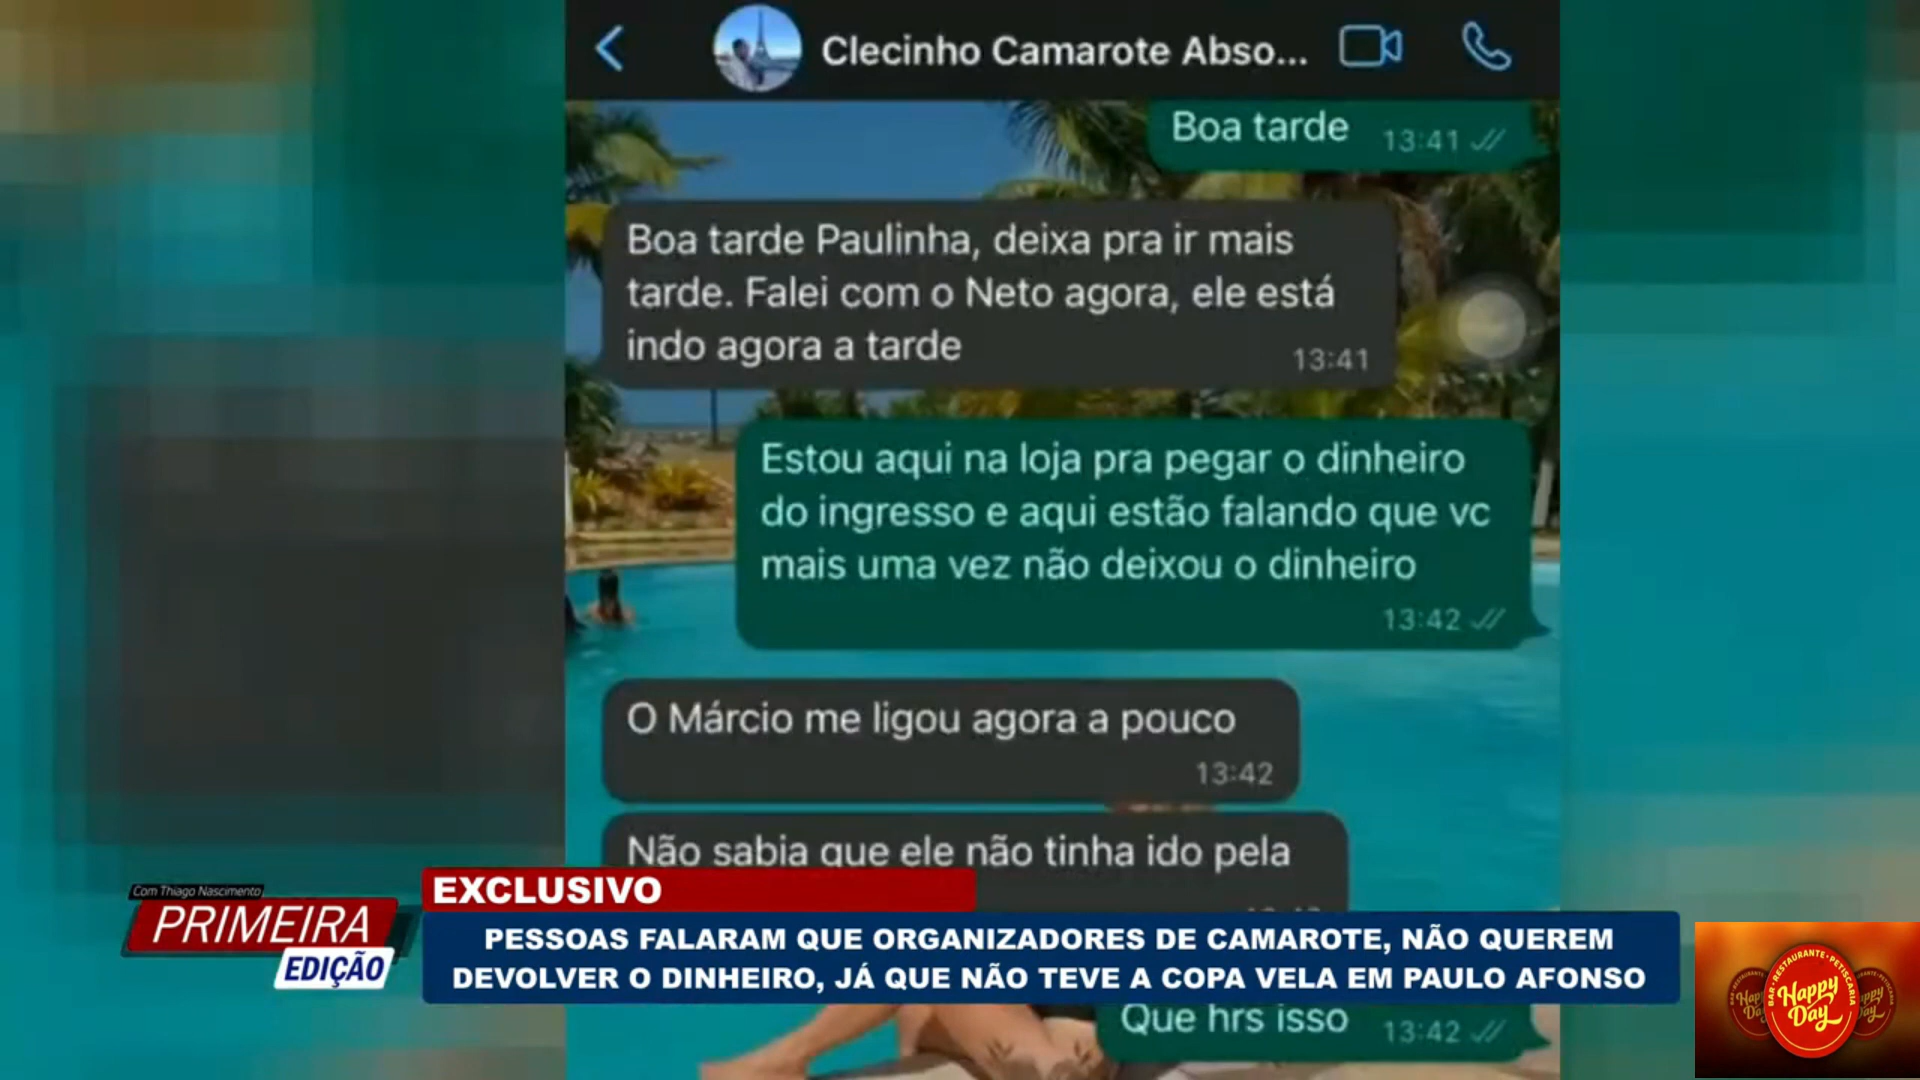 Clecinho Camarote Abso...
Boa tarde
13:41
Boa tarde Paulinha, deixa pra ir mais
tarde. Falei com o Neto agora, ele está
indo agora a tarde
13:41
Estou aqui na loja pra pegar o dinheiro
do ingresso e aqui estão falando que vc
mais uma vez não deixou o dinheiro
13:42
O Márcio me ligou agora a pouco
13:42
Não sabia que ele não tinha ido pela
Com Thiago Nascimento
PRIMEIRA
EDIÇÃO
EXCLUSIVO
PESSOAS FALARAM QUE ORGANIZADORES DE CAMAROTE, NÃO QUEREM
DEVOLVER O DINHEIRO, JÁ QUE NÃO TEVE A COPA VELA EM PAULO AFONSO
Que hrs isso
13:42
BAR • RESTAURANTE • PETISCARIA
Happy
Day